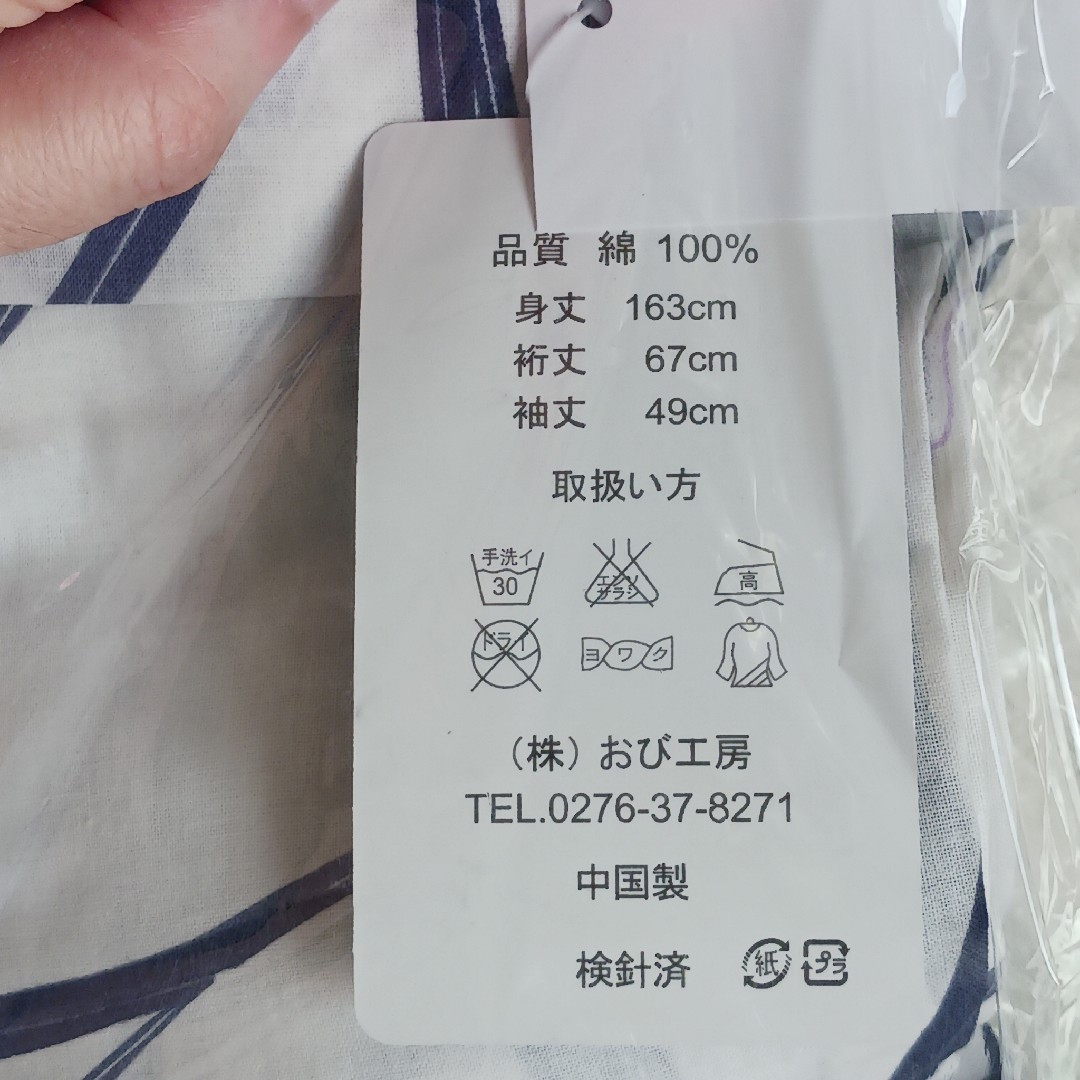 品質 綿 100%
身丈 163cm
裄丈 67cm
袖丈 49cm
取扱い方
手洗イ
30
エンソ
サラシ
高
ドライ
ヨワク
（株）おび工房
TEL.0276-37-8271
中国製
検針済 紙 プラ